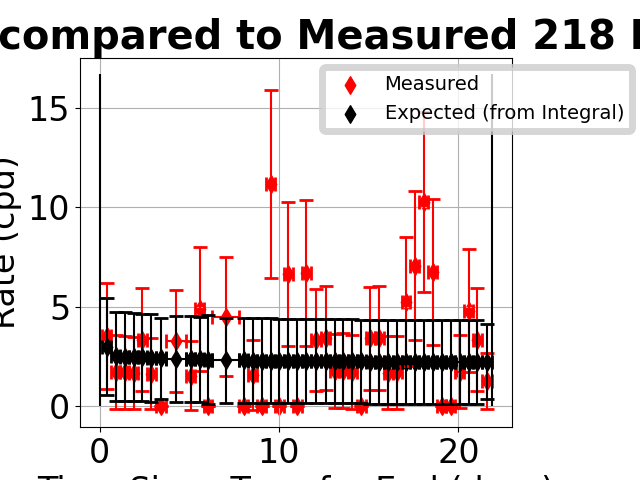 compared to Measured 218
Measured
Expected (from Integral)
Rate (cpd)
15
10
5
0
0
10
20